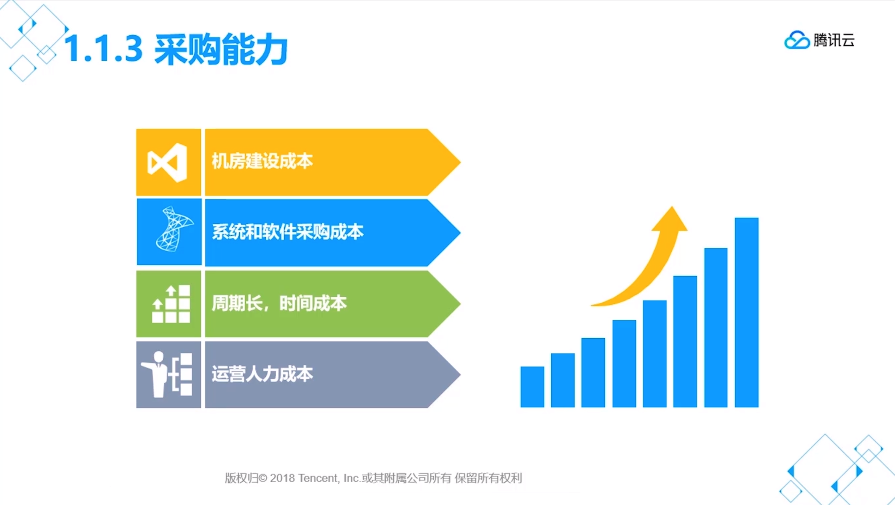 1.1.3 采购能力
腾讯云
机房建设成本
系统和软件采购成本
周期长，时间成本
运营人力成本
版权归© 2018 Tencent, Inc.或其附属公司所有 保留所有权利